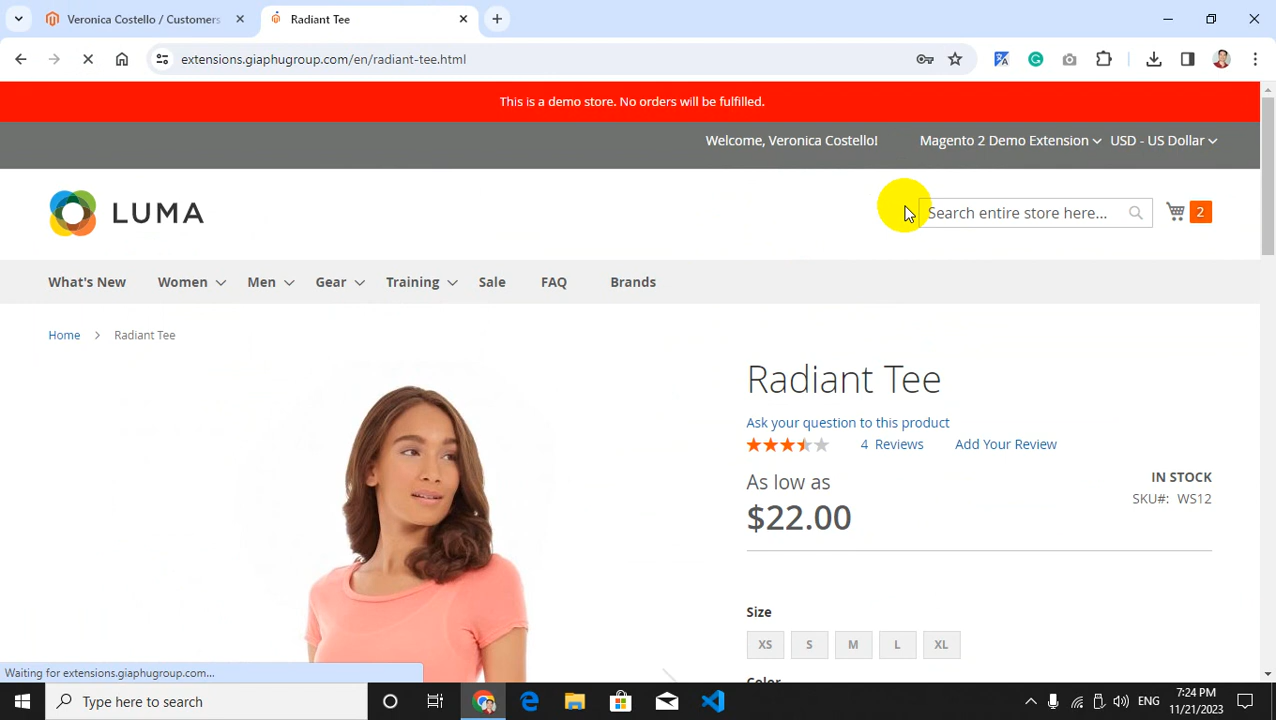 Veronica Costello / Customers
Radiant Tee
extensions.giaphugroup.com/en/radiant-tee.html
This is a demo store. No orders will be fulfilled.
Welcome, Veronica Costello!
Magento 2 Demo Extension
USD - US Dollar
LUMA
Search entire store here...
2
What's New
Women
Men
Gear
Training
Sale
FAQ
Brands
Home
Radiant Tee
Radiant Tee
Ask your question to this product
4 Reviews
Add Your Review
As low as
IN STOCK
$22.00
SKU#: WS12
Size
XS
S
M
L
XL
Color
Waiting for extensions.giaphugroup.com...
Type here to search
ENG
7:24 PM
11/21/2023